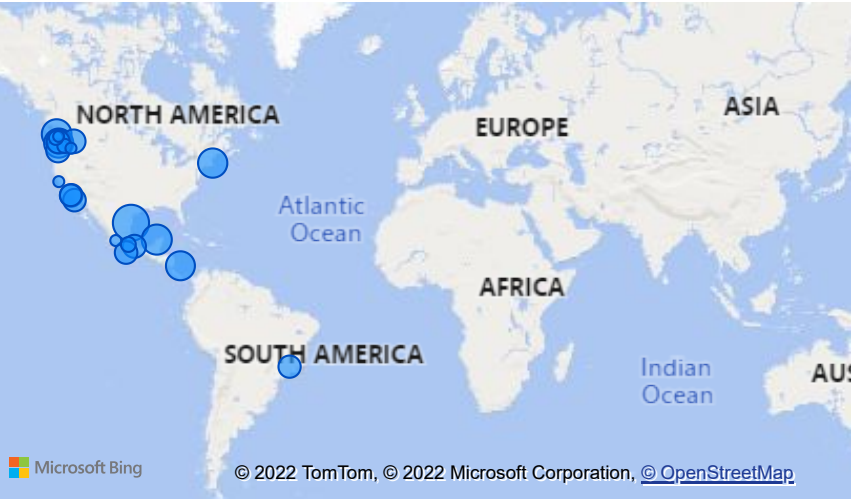 NORTH AMERICA
ASIA
EUROPE
Atlantic
Ocean
AFRICA
SOUTH AMERICA
Indian
Ocean
AUS
Microsoft Bing
© 2022 TomTom, © 2022 Microsoft Corporation, © OpenStreetMap